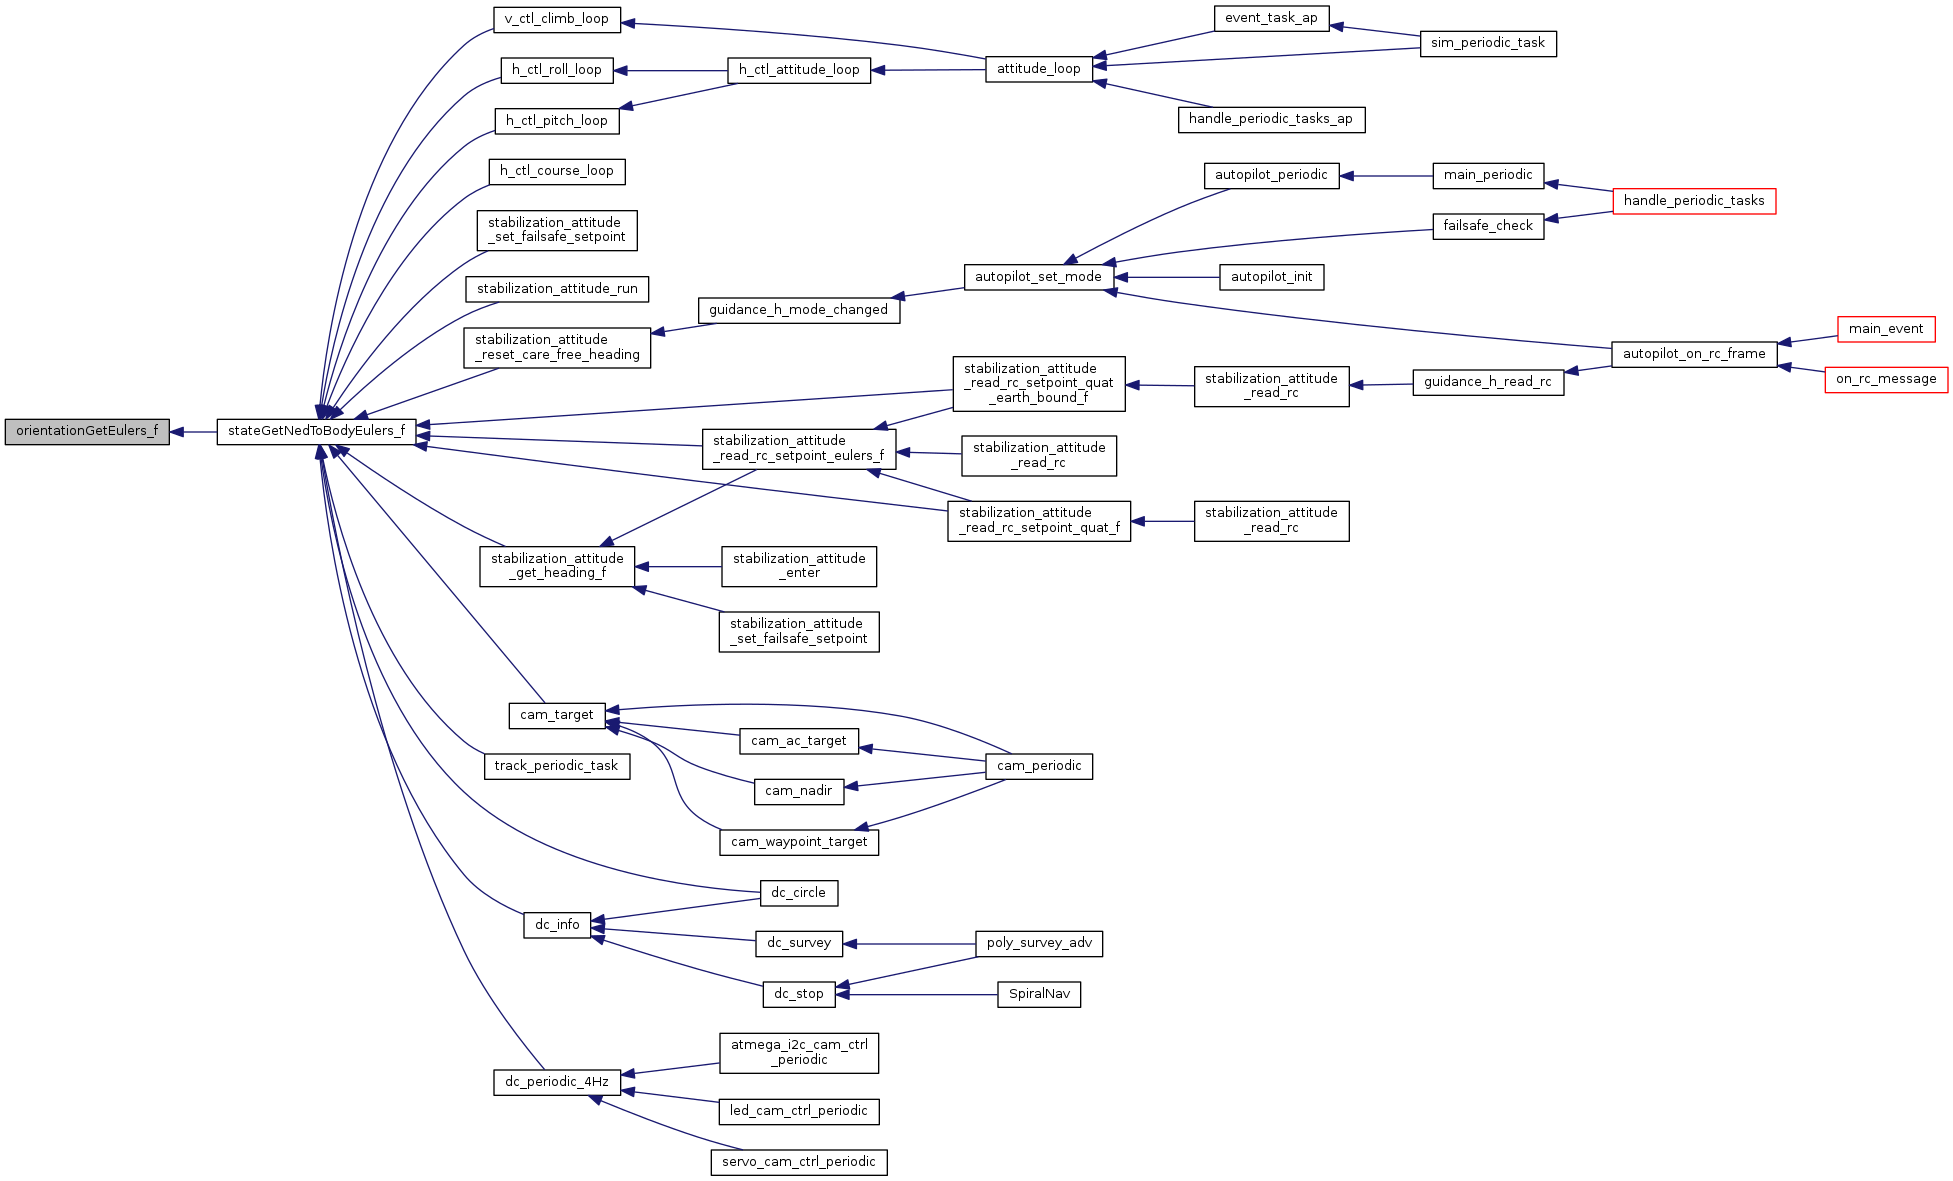 orientationGetEulers_f
stateGetNedToBodyEulers_f
v_ctl_climb_loop
h_ctl_roll_loop
h_ctl_pitch_loop
h_ctl_course_loop
stabilization_attitude
_set_failsafe_setpoint
stabilization_attitude_run
stabilization_attitude
_reset_care_free_heading
stabilization_attitude
_get_heading_f
cam_target
track_periodic_task
dc_info
dc_periodic_4Hz
h_ctl_attitude_loop
guidance_h_mode_changed
stabilization_attitude
_read_rc_setpoint_eulers_f
stabilization_attitude
_enter
stabilization_attitude
_set_failsafe_setpoint
cam_ac_target
cam_nadir
cam_waypoint_target
dc_circle
dc_survey
dc_stop
atmega_i2c_cam_ctrl
_periodic
led_cam_ctrl_periodic
servo_cam_ctrl_periodic
attitude_loop
autopilot_set_mode
stabilization_attitude
_read_rc_setpoint_quat
_earth_bound_f
stabilization_attitude
_read_rc
stabilization_attitude
_read_rc_setpoint_quat_f
cam_periodic
poly_survey_adv
SpiralNav
event_task_ap
handle_periodic_tasks_ap
autopilot_periodic
autopilot_init
stabilization_attitude
_read_rc
stabilization_attitude
_read_rc
sim_periodic_task
main_periodic
failsafe_check
guidance_h_read_rc
handle_periodic_tasks
autopilot_on_rc_frame
main_event
on_rc_message